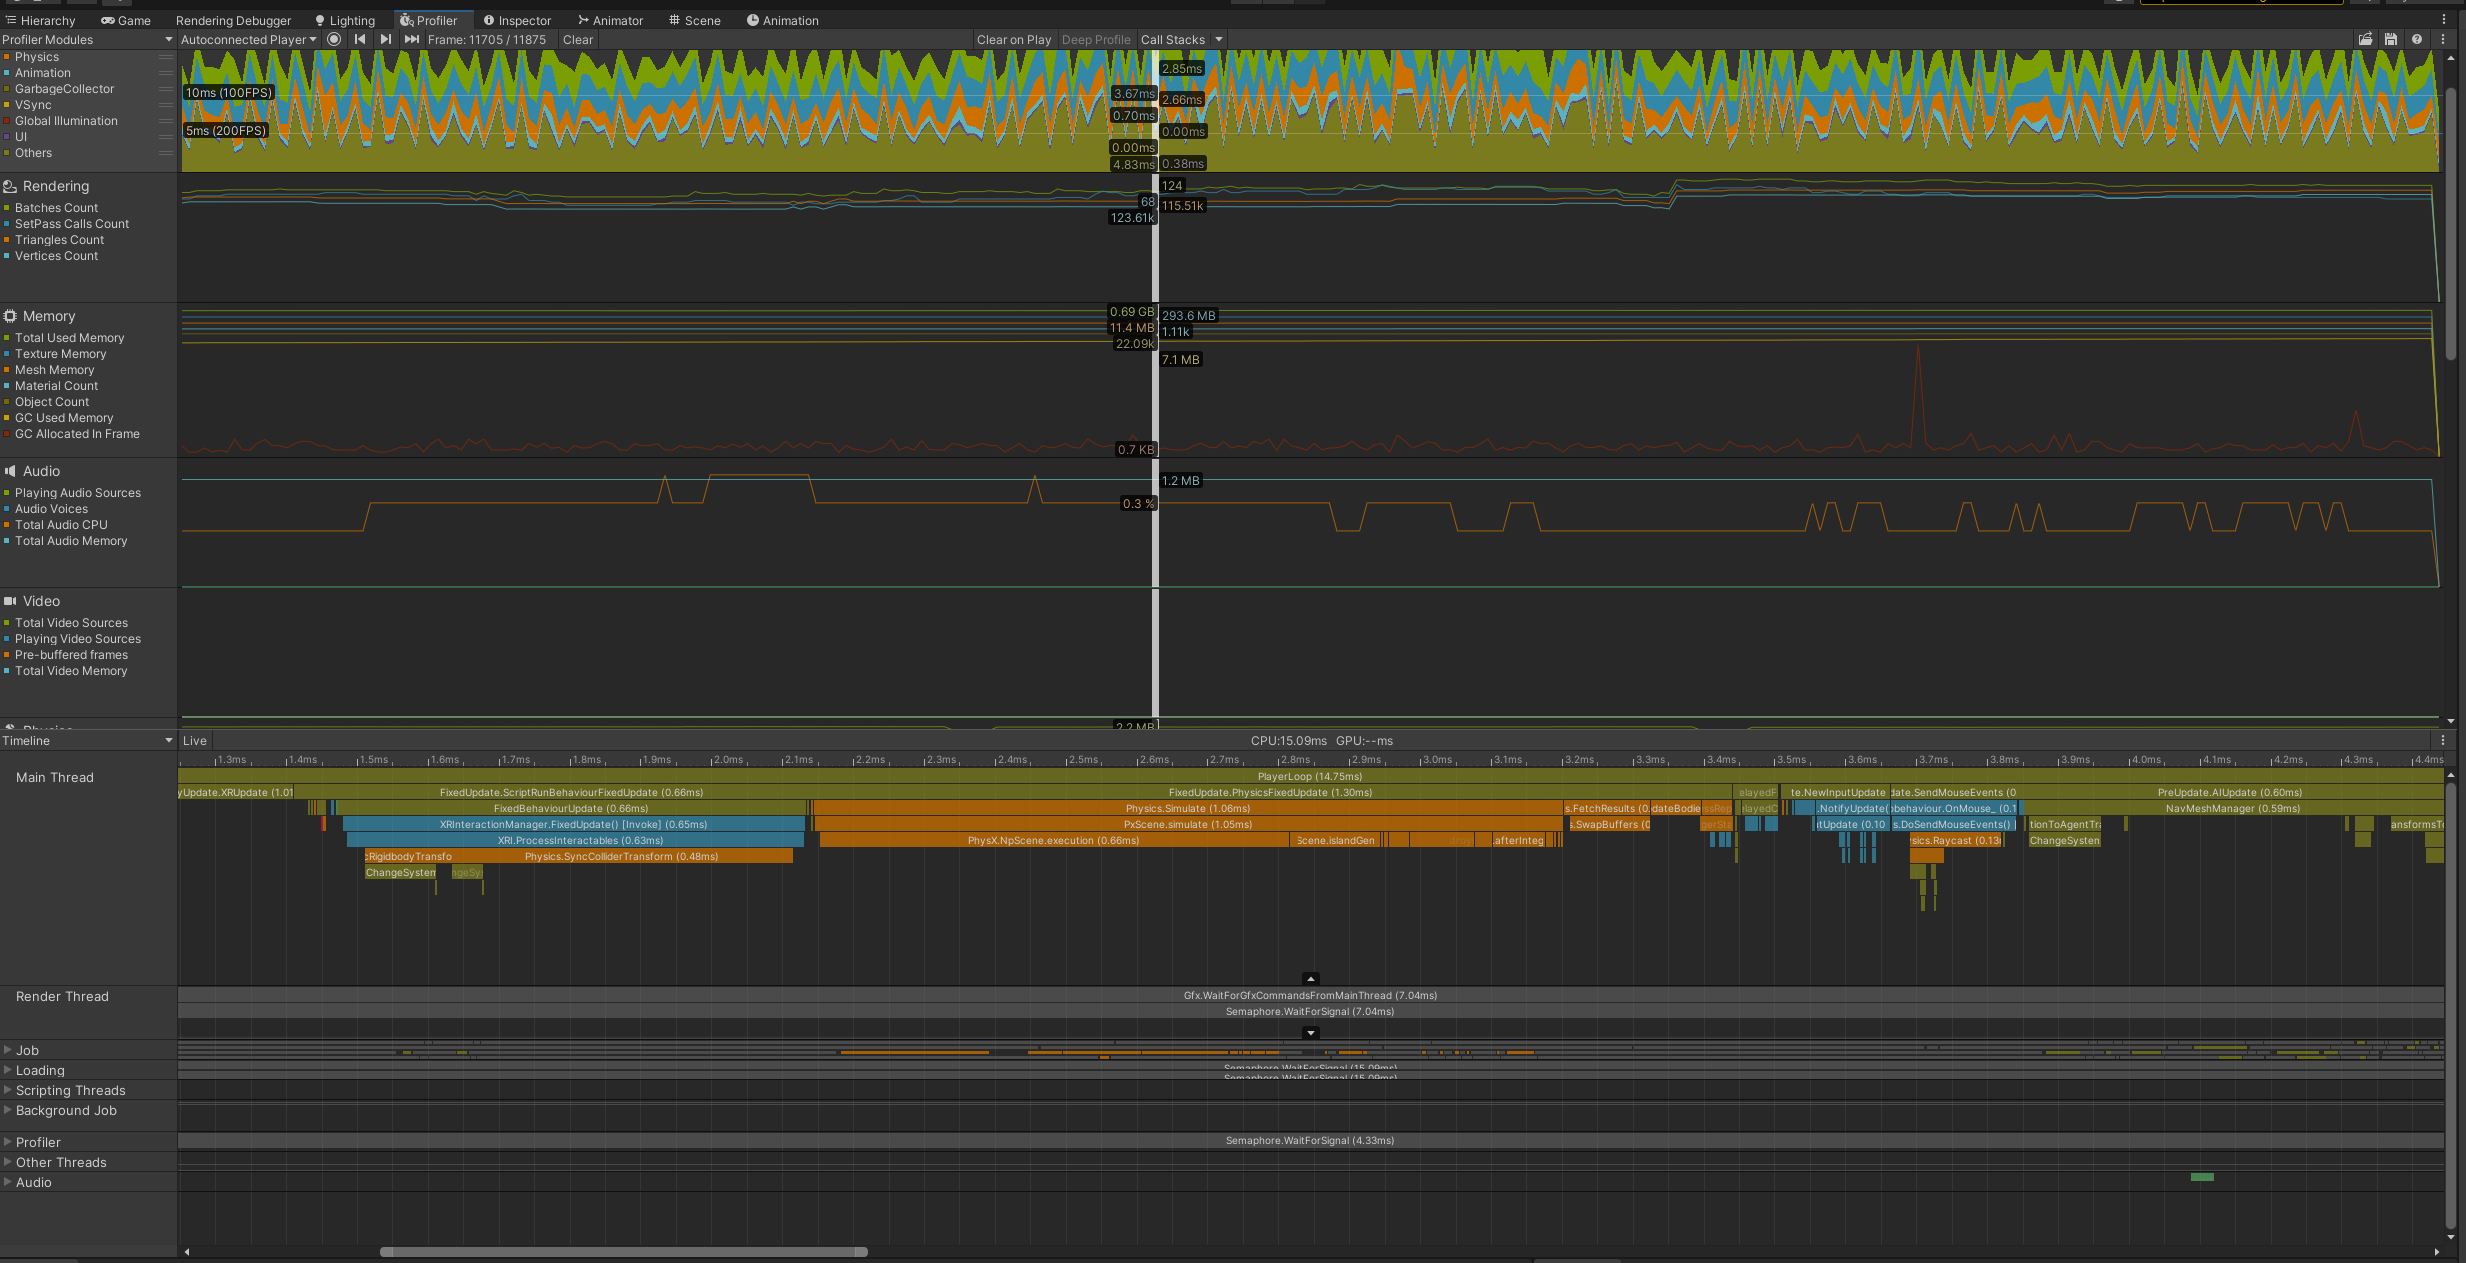 Hierarchy Game Rendering Debugger Lighting Profiler Inspector Animator Scene Animation
Profiler Modules Autoconnected Player Frame: 11705 / 11875 Clear Clear on Play Deep Profile Call Stacks
Physics
Animation
GarbageCollector
VSync
Global Illumination
UI
Others
10ms (100FPS)
5ms (200FPS)
2.85ms
3.67ms
2.66ms
0.70ms
0.00ms
0.00ms
4.83ms
0.38ms
Rendering
Batches Count
SetPass Calls Count
Triangles Count
Vertices Count
124
68
115.51k
123.61k
Memory
Total Used Memory
Texture Memory
Mesh Memory
Material Count
Object Count
GC Used Memory
GC Allocated In Frame
0.69 GB
293.6 MB
11.4 MB
1.11k
22.09k
7.1 MB
0.7 KB
Audio
Playing Audio Sources
Audio Voices
Total Audio CPU
Total Audio Memory
1.2 MB
0.3 %
Video
Total Video Sources
Playing Video Sources
Pre-buffered frames
Total Video Memory
2.2 MB
Timeline Live CPU:15.09ms GPU:--ms
1.3ms 1.4ms 1.5ms 1.6ms 1.7ms 1.8ms 1.9ms 2.0ms 2.1ms 2.2ms 2.3ms 2.4ms 2.5ms 2.6ms 2.7ms 2.8ms 2.9ms 3.0ms 3.1ms 3.2ms 3.3ms 3.4ms 3.5ms 3.6ms 3.7ms 3.8ms 3.9ms 4.0ms 4.1ms 4.2ms 4.3ms 4.4ms
Main Thread
PlayerLoop (14.75ms)
yUpdate.XRUpdate (1.01 FixedUpdate.ScriptRunBehaviourFixedUpdate (0.66ms) FixedUpdate.PhysicsFixedUpdate (1.30ms) elayedF te.NewInputUpdate date.SendMouseEvents (0 PreUpdate.AIUpdate (0.60ms)
FixedBehaviourUpdate (0.66ms) Physics.Simulate (1.06ms) s.FetchResults (0. dateBodie ssRep layedC .NotifyUpdate( behaviour.OnMouse_ (0.1 NavMeshManager (0.59ms)
XRInteractionManager.FixedUpdate() [Invoke] (0.65ms) PxScene.simulate (1.05ms) s.SwapBuffers (0 gerSta tUpdate (0.10 s.DoSendMouseEvents() tionToAgentTr ansformsTo
XRI.ProcessInteractables (0.63ms) PhysX.NpScene.execution (0.66ms) Scene.islandGen .afterInteg sics.Raycast (0.13 ChangeSystem
cRigidbodyTransfo Physics.SyncColliderTransform (0.48ms)
ChangeSystem ngeSy
Render Thread
Gfx.WaitForGfxCommandsFromMainThread (7.04ms)
Semaphore.WaitForSignal (7.04ms)
Job
Loading
Semaphore.WaitForSignal (15.09ms)
Semaphore.WaitForSignal (15.09ms)
Scripting Threads
Background Job
Profiler
Semaphore.WaitForSignal (4.33ms)
Other Threads
Audio